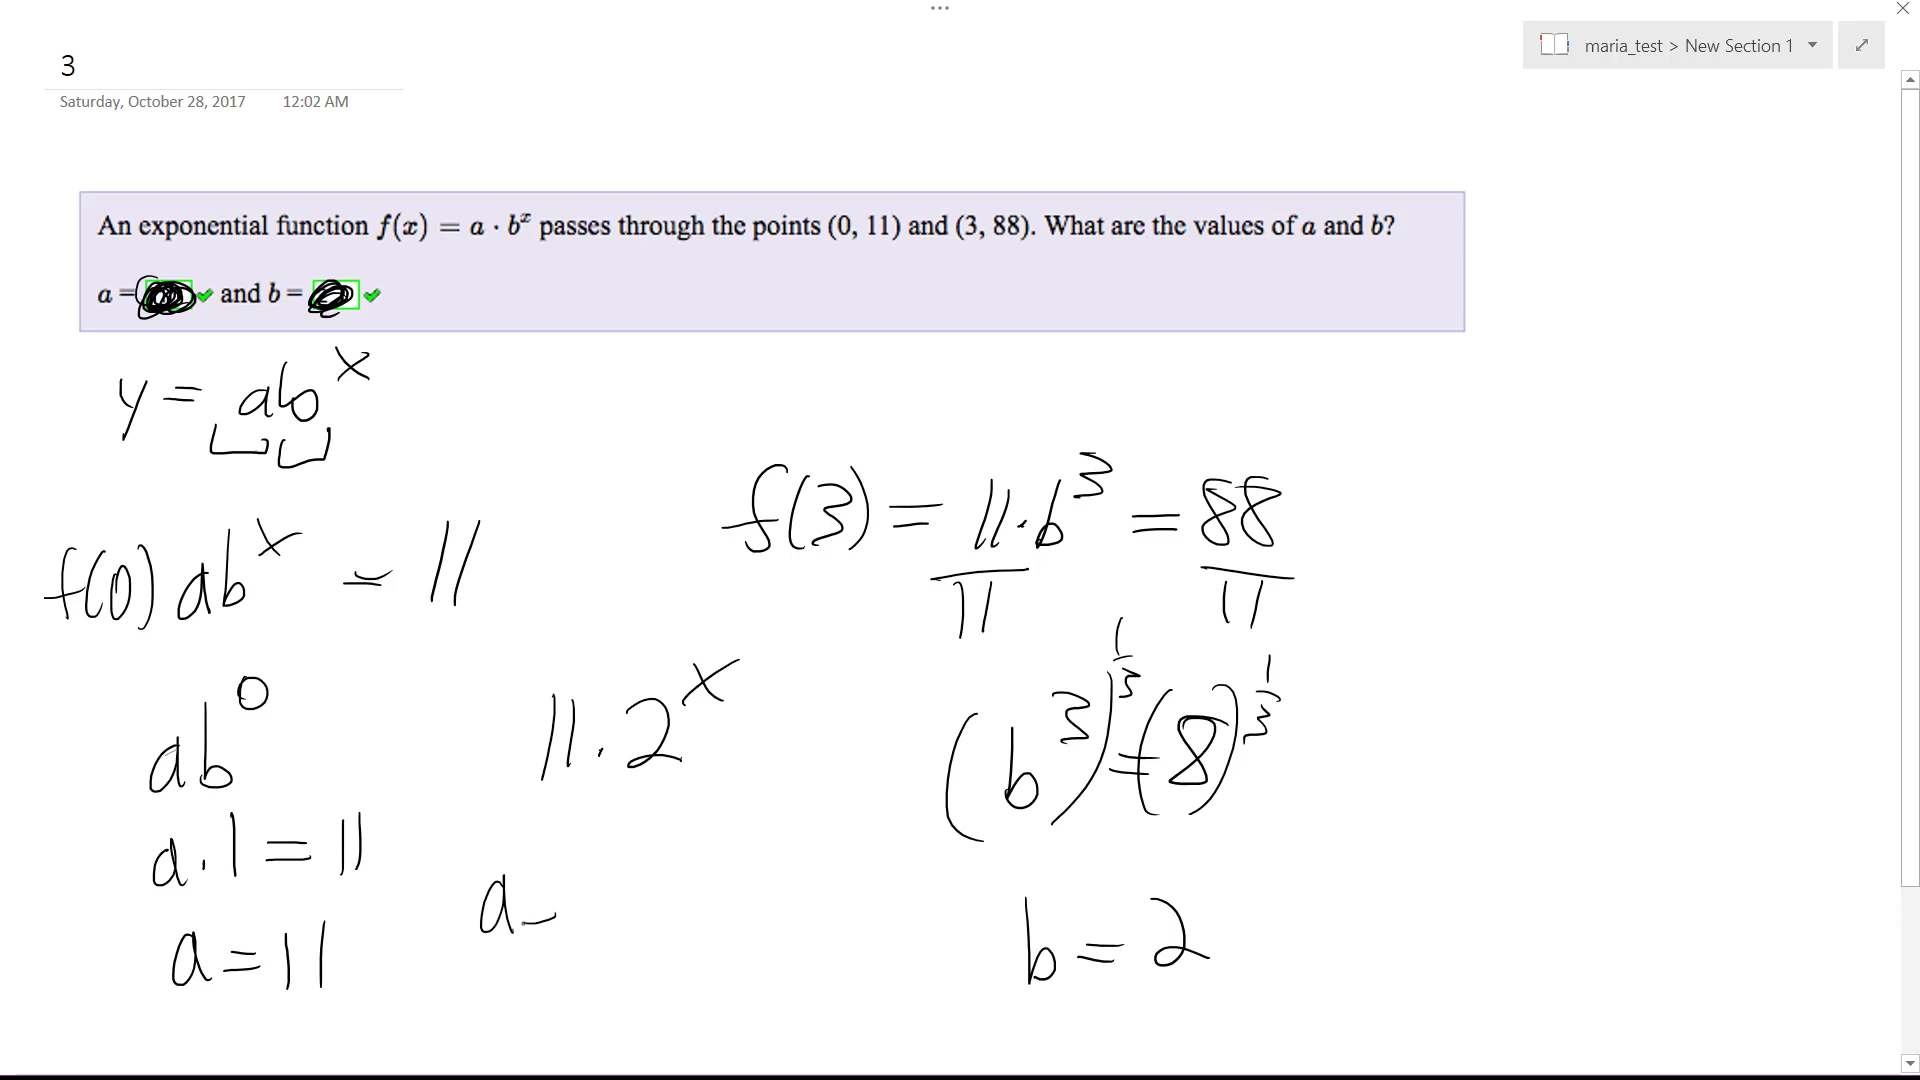 maria_test > New Section 1
3
Saturday, October 28, 2017 12:02 AM
An exponential function f(x) = a · b^x passes through the points (0, 11) and (3, 88). What are the values of a and b?
a = and b =
y = ab^x
f(0) ab^x = 11
ab^0
a · 1 = 11
a = 11
11 · 2^x
a -
f(3) = 11 · b^3 = 88
11 11
(b^3)^1/3 = (8)^1/3
b = 2